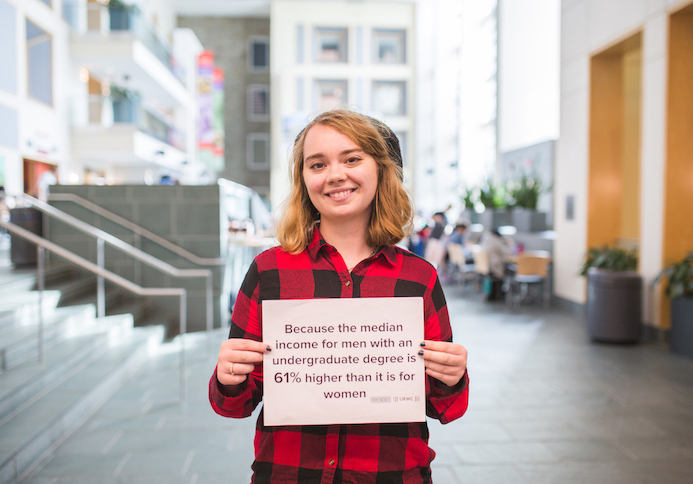 Because the median
income for men with an
undergraduate degree is
61% higher than it is for
women